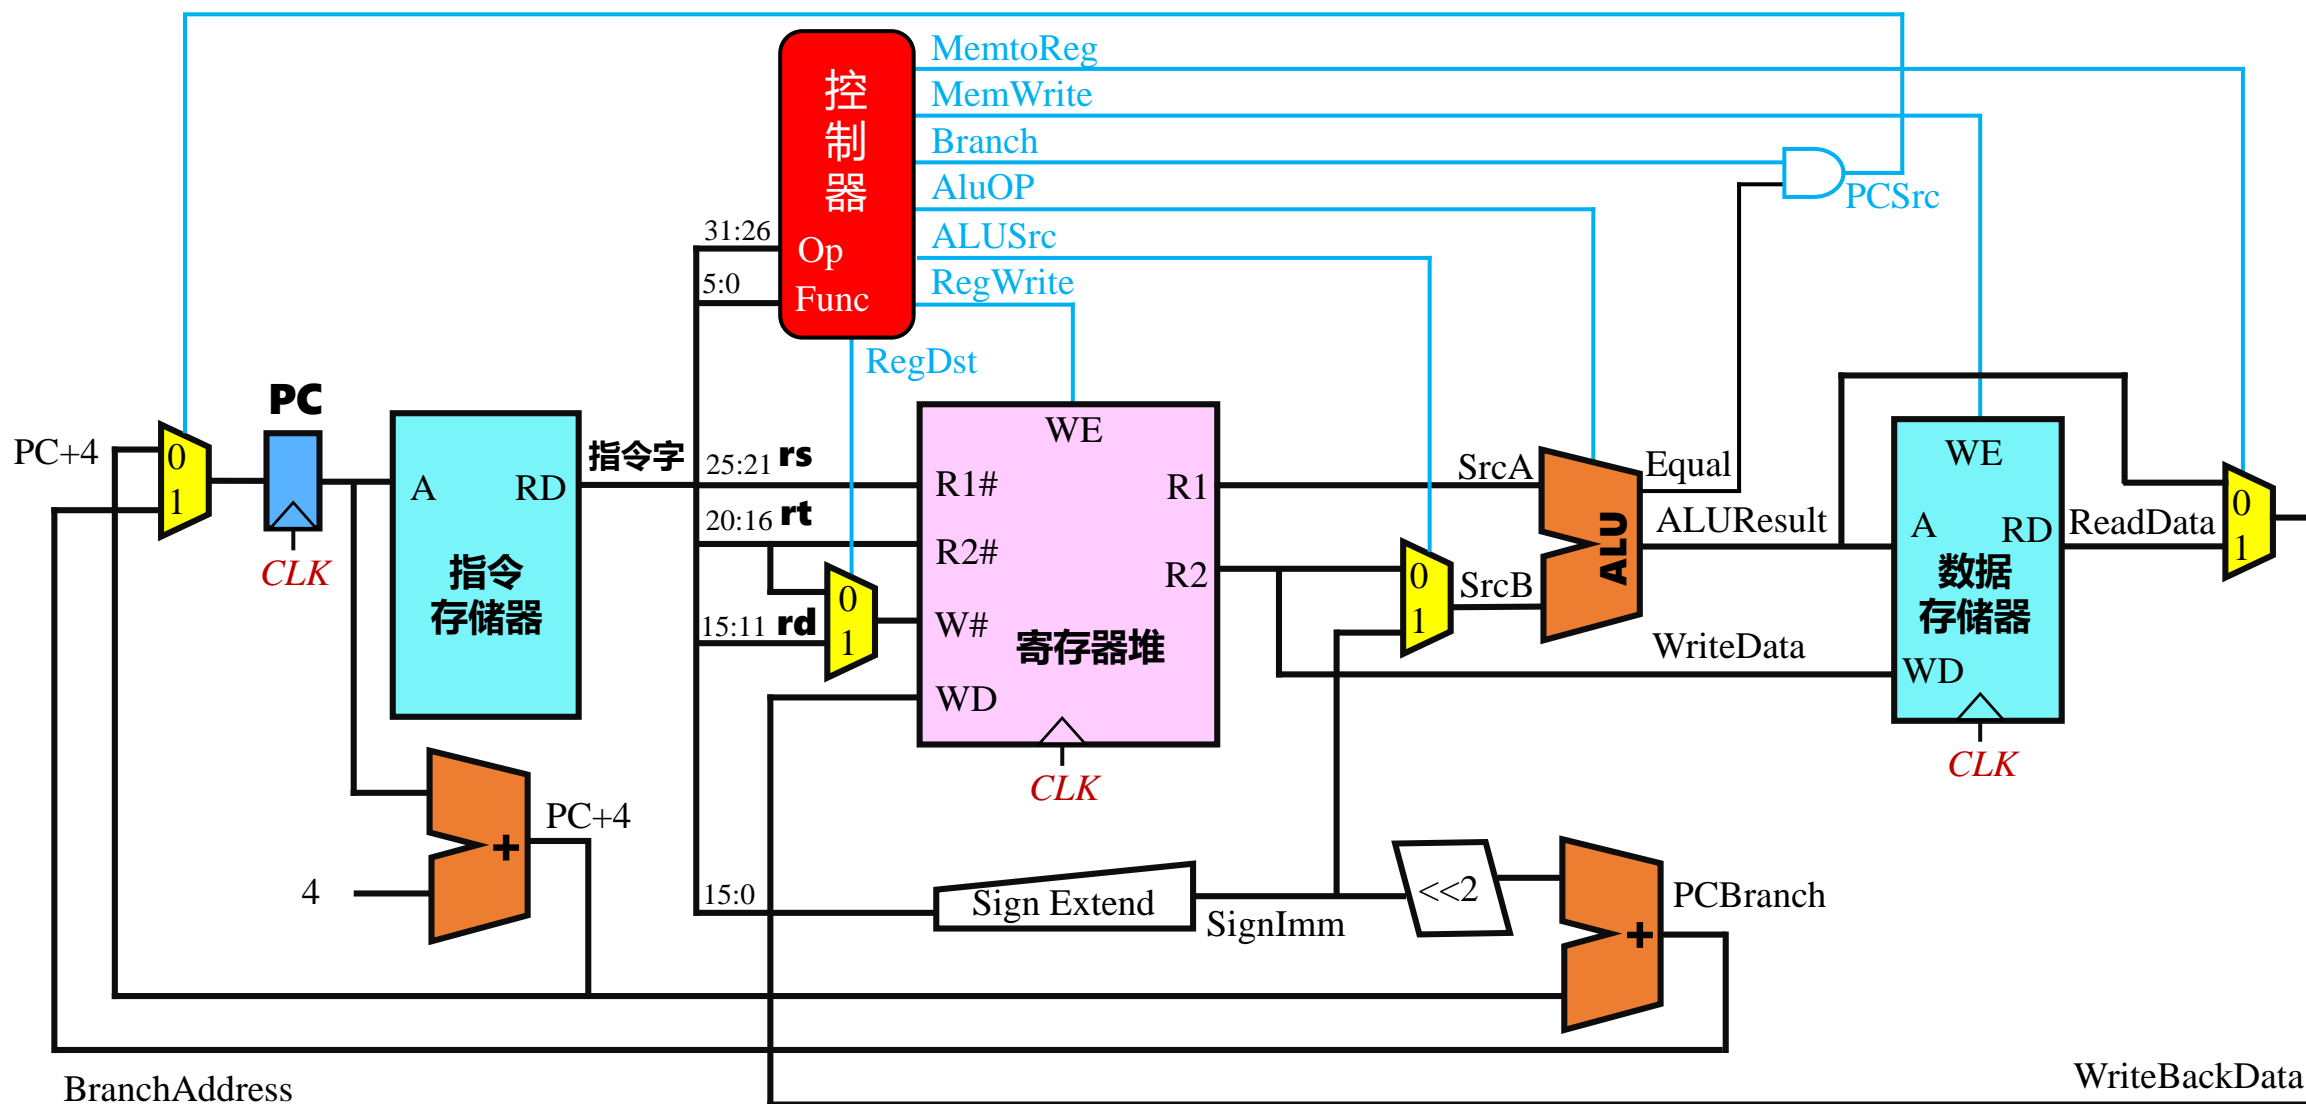 MemtoReg
MemWrite
Branch
AluOP
ALUSrc
RegWrite
RegDst
PCSrc
控
制
器
Op
Func
31:26
5:0
PC+4
0
1
PC
CLK
A
RD
指令
存储器
指令字
25:21 rs
20:16 rt
15:11 rd
0
1
WE
R1#
R2#
W#
WD
R1
R2
寄存器堆
CLK
SrcA
SrcB
0
1
ALU
Equal
ALUResult
WriteData
WE
A
RD
数据
存储器
WD
CLK
ReadData
0
1
4
+
PC+4
15:0
Sign Extend
SignImm
<<2
+
PCBranch
BranchAddress
WriteBackData